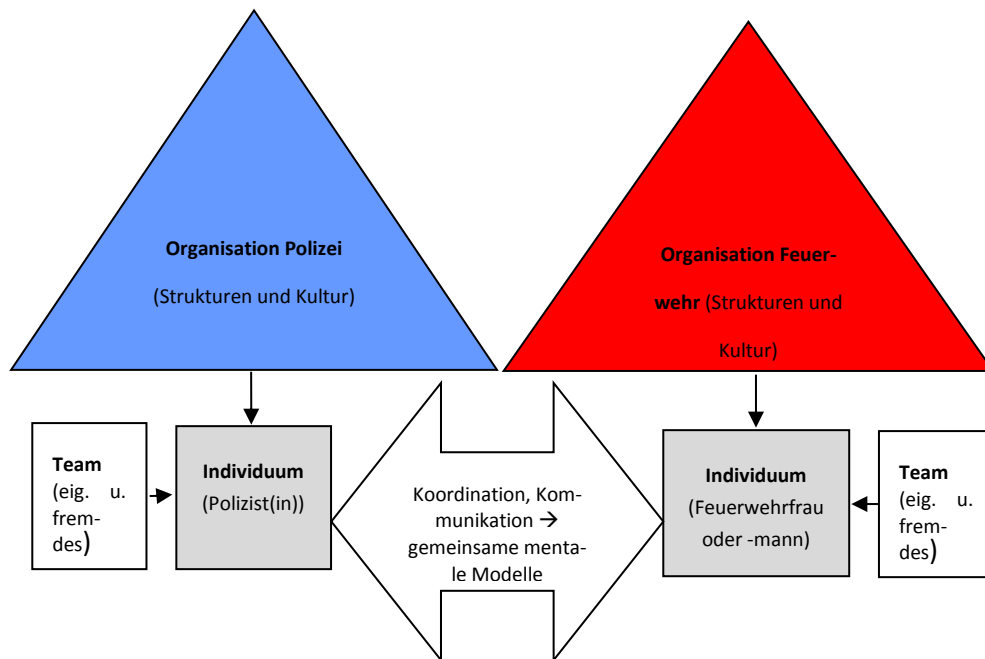 Organisation Polizei
(Strukturen und Kultur)
Organisation Feuer-
wehr (Strukturen und
Kultur)
Team
(eig. u.
frem-
des)
Individuum
(Polizist(in))
Koordination, Kom-
munikation →
gemeinsame menta-
le Modelle
Individuum
(Feuerwehrfrau
oder -mann)
Team
(eig. u.
frem-
des)